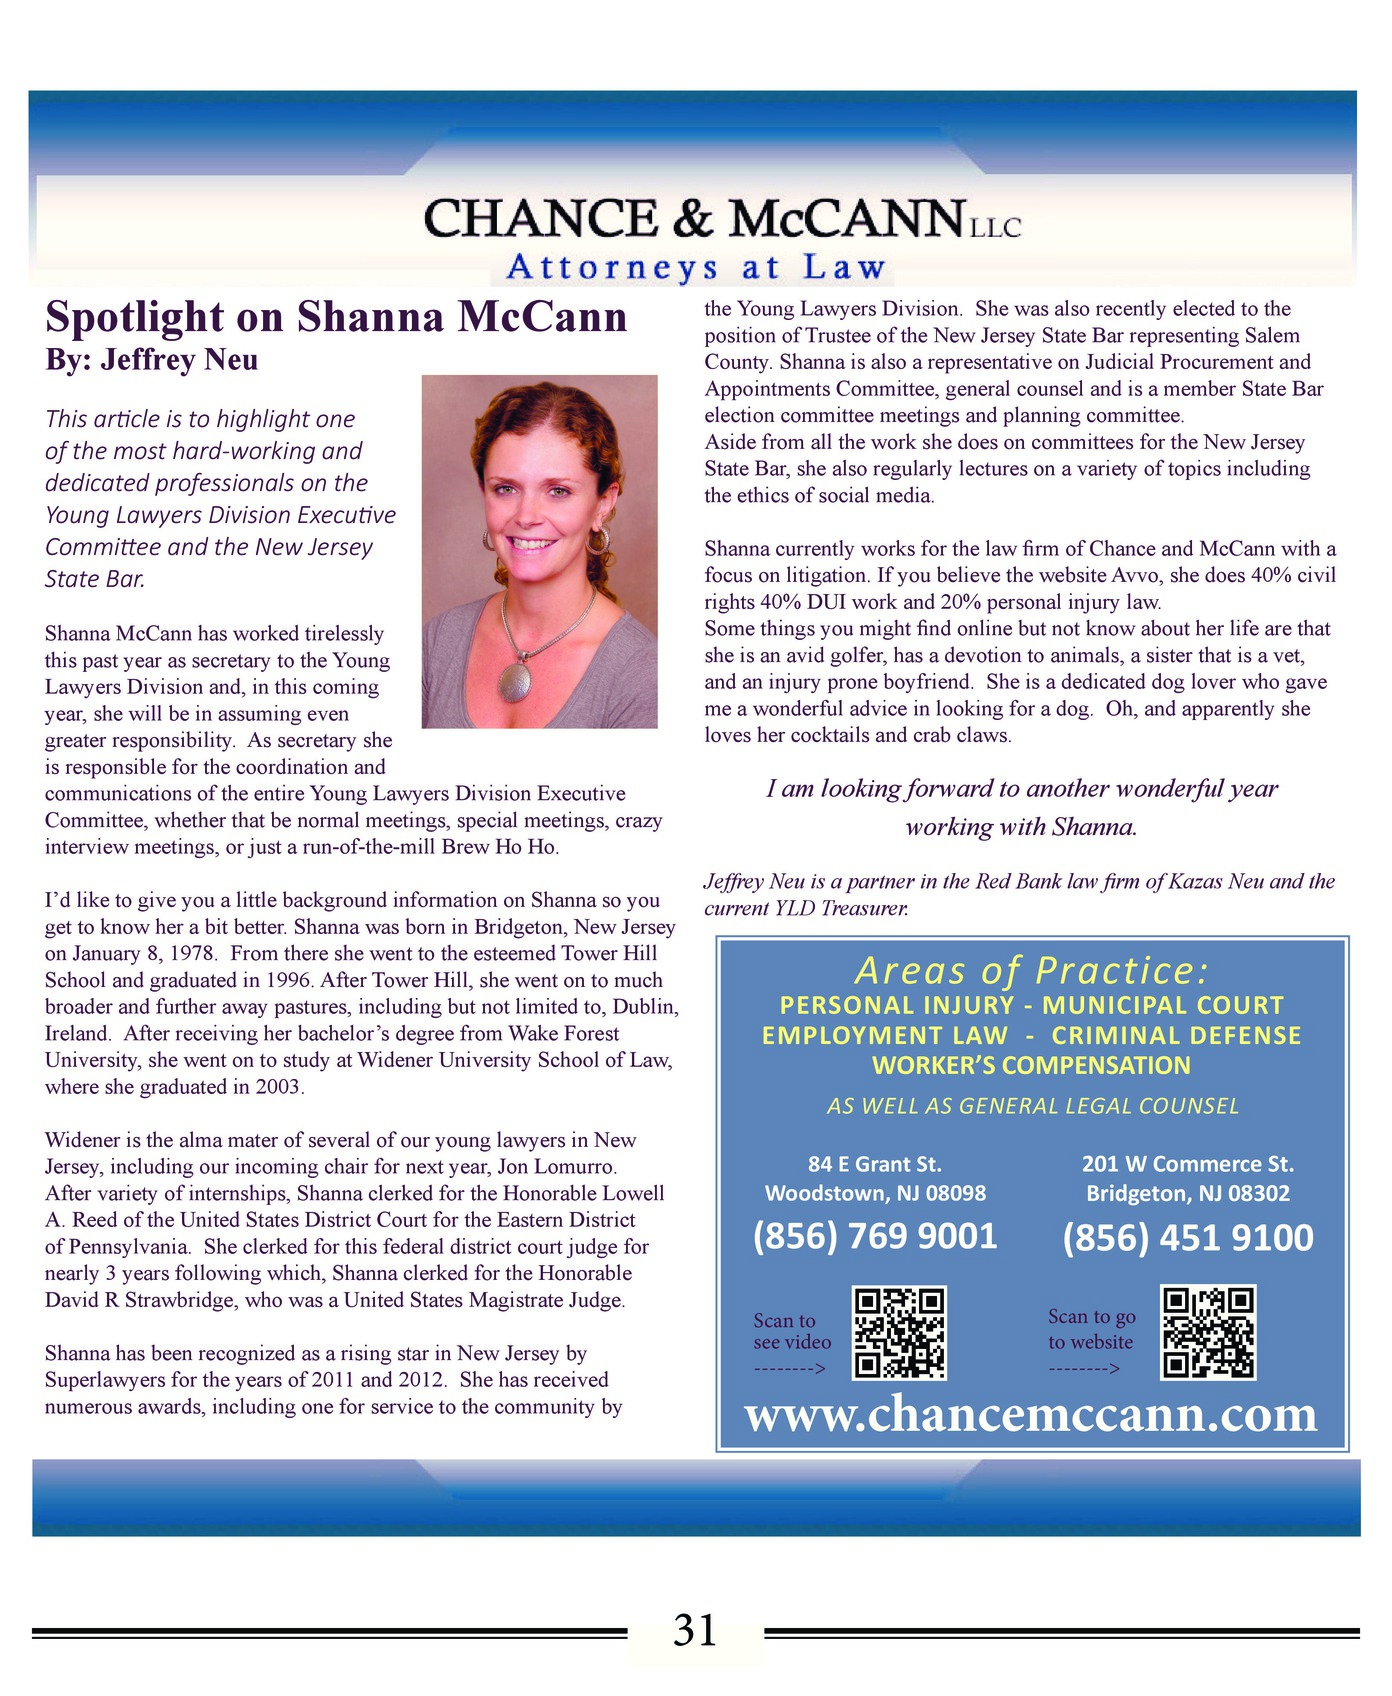 CHANCE & McCANN LLC
Attorneys at Law
Spotlight on Shanna McCann
By: Jeffrey Neu
This article is to highlight one
of the most hard-working and
dedicated professionals on the
Young Lawyers Division Executive
Committee and the New Jersey
State Bar.
Shanna McCann has worked tirelessly
this past year as secretary to the Young
Lawyers Division and, in this coming
year, she will be in assuming even
greater responsibility.  As secretary she
is responsible for the coordination and
communications of the entire Young Lawyers Division Executive
Committee, whether that be normal meetings, special meetings, crazy
interview meetings, or just a run-of-the-mill Brew Ho Ho.
I’d like to give you a little background information on Shanna so you
get to know her a bit better. Shanna was born in Bridgeton, New Jersey
on January 8, 1978.  From there she went to the esteemed Tower Hill
School and graduated in 1996. After Tower Hill, she went on to much
broader and further away pastures, including but not limited to, Dublin,
Ireland.  After receiving her bachelor’s degree from Wake Forest
University, she went on to study at Widener University School of Law,
where she graduated in 2003.
Widener is the alma mater of several of our young lawyers in New
Jersey, including our incoming chair for next year, Jon Lomurro.
After variety of internships, Shanna clerked for the Honorable Lowell
A. Reed of the United States District Court for the Eastern District
of Pennsylvania.  She clerked for this federal district court judge for
nearly 3 years following which, Shanna clerked for the Honorable
David R Strawbridge, who was a United States Magistrate Judge.
Shanna has been recognized as a rising star in New Jersey by
Superlawyers for the years of 2011 and 2012.  She has received
numerous awards, including one for service to the community by
the Young Lawyers Division.  She was also recently elected to the
position of Trustee of the New Jersey State Bar representing Salem
County. Shanna is also a representative on Judicial Procurement and
Appointments Committee, general counsel and is a member State Bar
election committee meetings and planning committee.
Aside from all the work she does on committees for the New Jersey
State Bar, she also regularly lectures on a variety of topics including
the ethics of social media.
Shanna currently works for the law firm of Chance and McCann with a
focus on litigation. If you believe the website Avvo, she does 40% civil
rights 40% DUI work and 20% personal injury law.
Some things you might find online but not know about her life are that
she is an avid golfer, has a devotion to animals, a sister that is a vet,
and an injury prone boyfriend.  She is a dedicated dog lover who gave
me a wonderful advice in looking for a dog.  Oh, and apparently she
loves her cocktails and crab claws.
I am looking forward to another wonderful year
working with Shanna.
Jeffrey Neu is a partner in the Red Bank law firm of Kazas Neu and the
current YLD Treasurer.
Areas of Practice:
PERSONAL INJURY - MUNICIPAL COURT
EMPLOYMENT LAW - CRIMINAL DEFENSE
WORKER’S COMPENSATION
AS WELL AS GENERAL LEGAL COUNSEL
84 E Grant St.
Woodstown, NJ 08098
(856) 769 9001
201 W Commerce St.
Bridgeton, NJ 08302
(856) 451 9100
Scan to
see video
-------->
Scan to go
to website
-------->
www.chancemccann.com
31